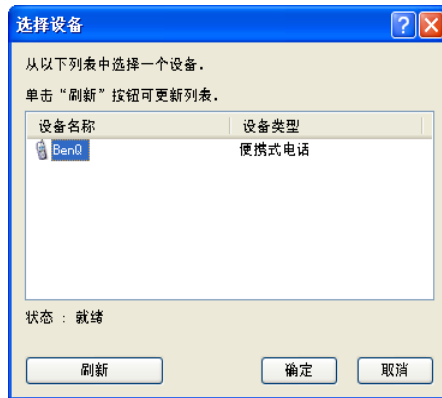 选择设备
从以下列表中选择一个设备.
单击“刷新”按钮可更新列表.
设备名称 设备类型
BenQ 便携式电话
状态 : 就绪
刷新 确定 取消